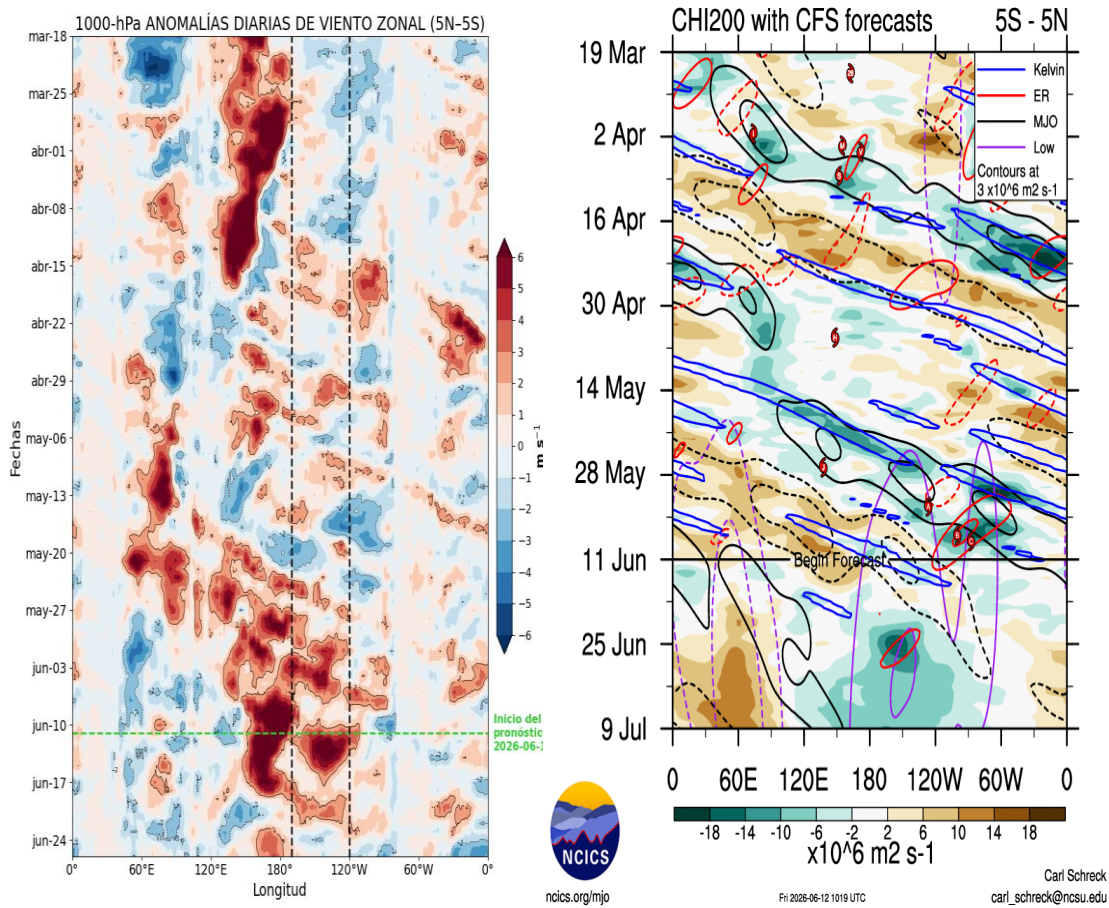 1000-hPa ANOMALÍAS DIARIAS DE VIENTO ZONAL (5N–5S)
mar-18
mar-25
abr-01
abr-08
abr-15
abr-22
abr-29
may-06
may-13
may-20
may-27
jun-03
jun-10
jun-17
jun-24
Fechas
0°
60°E
120°E
180°
120°W
60°W
0°
Longitud
6
5
4
3
2
1
0
−1
−2
−3
−4
−5
−6
m s⁻¹
Inicio del
pronóstic
2026-06-1
CHI200 with CFS forecasts 5S - 5N
19 Mar
2 Apr
16 Apr
30 Apr
14 May
28 May
11 Jun
25 Jun
9 Jul
Kelvin
ER
MJO
Low
Contours at
3 x10^6 m2 s-1
Begin Forecast
0 60E 120E 180 120W 60W 0
-18 -14 -10 -6 -2 2 6 10 14 18
x10^6 m2 s-1
NCICS
ncics.org/mjo
Fri 2026-06-12 1019 UTC
Carl Schreck
carl_schreck@ncsu.edu